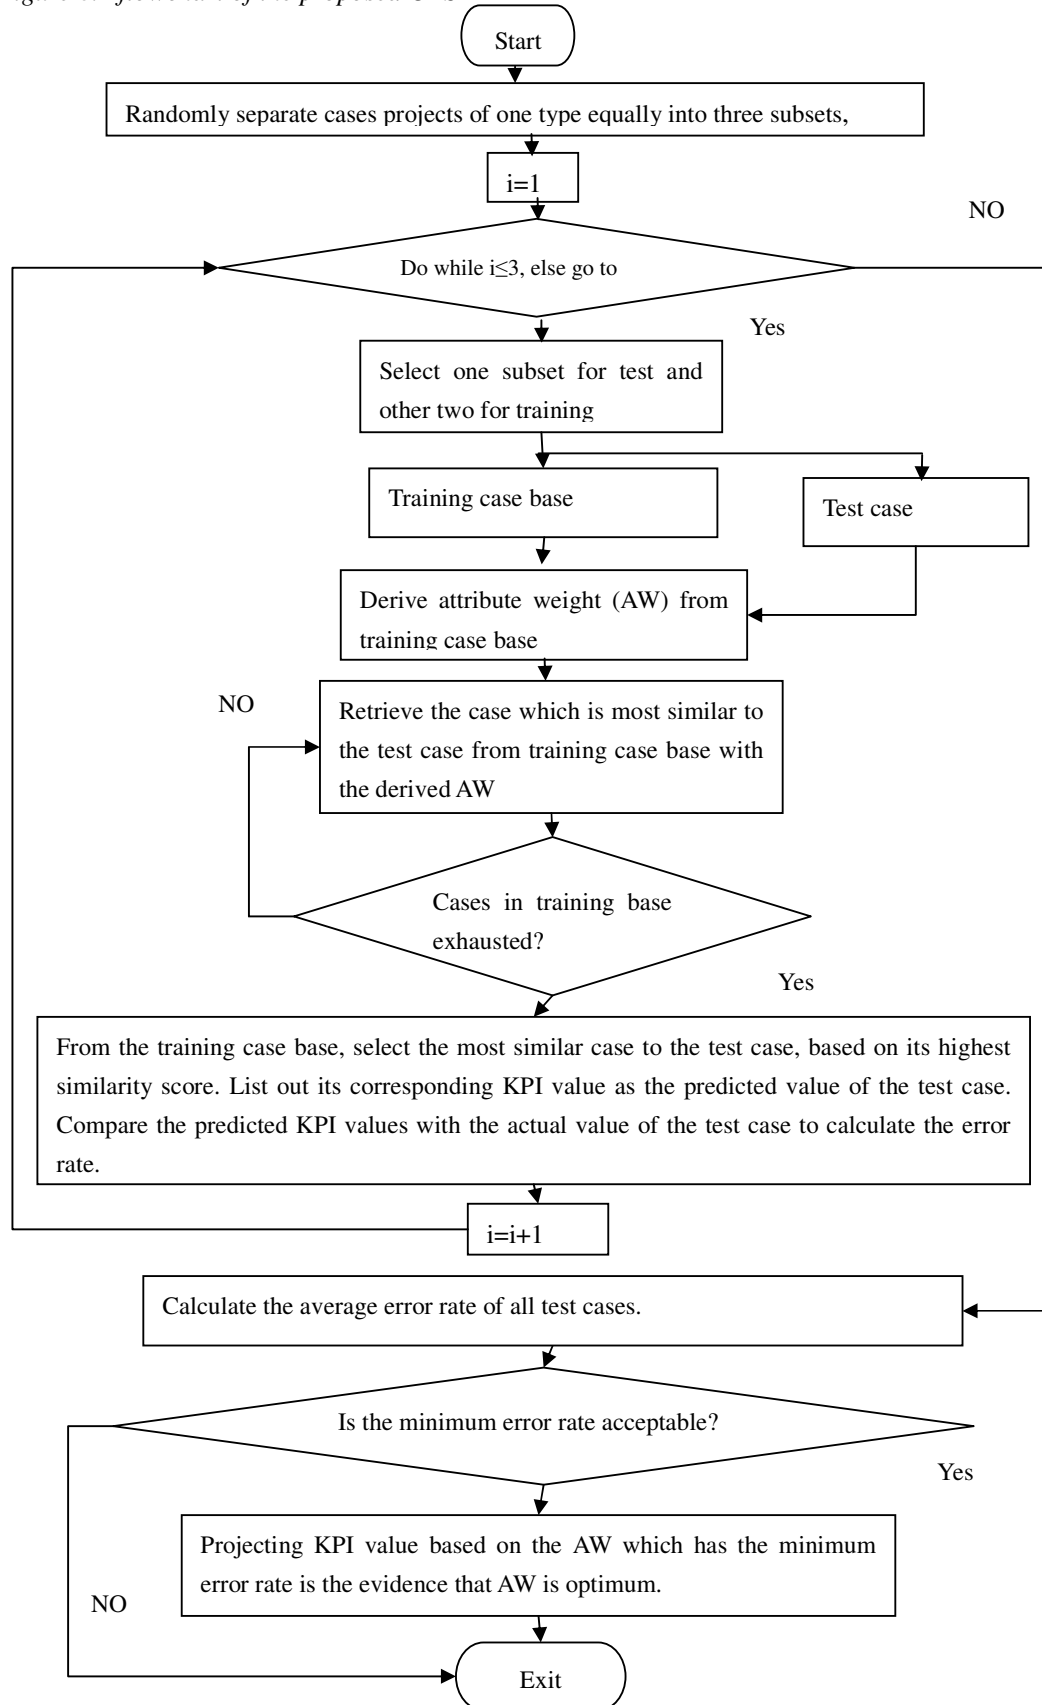 Start
Randomly separate cases projects of one type equally into three subsets,
i=1
NO
Do while i≤3, else go to
Yes
Select one subset for test and
other two for training
Training case base
Test case
Derive attribute weight (AW) from
training case base
NO
Retrieve the case which is most similar to
the test case from training case base with
the derived AW
Cases in training base
exhausted?
Yes
From the training case base, select the most similar case to the test case, based on its highest
similarity score. List out its corresponding KPI value as the predicted value of the test case.
Compare the predicted KPI values with the actual value of the test case to calculate the error
rate.
i=i+1
Calculate the average error rate of all test cases.
Is the minimum error rate acceptable?
Yes
Projecting KPI value based on the AW which has the minimum
error rate is the evidence that AW is optimum.
NO
Exit